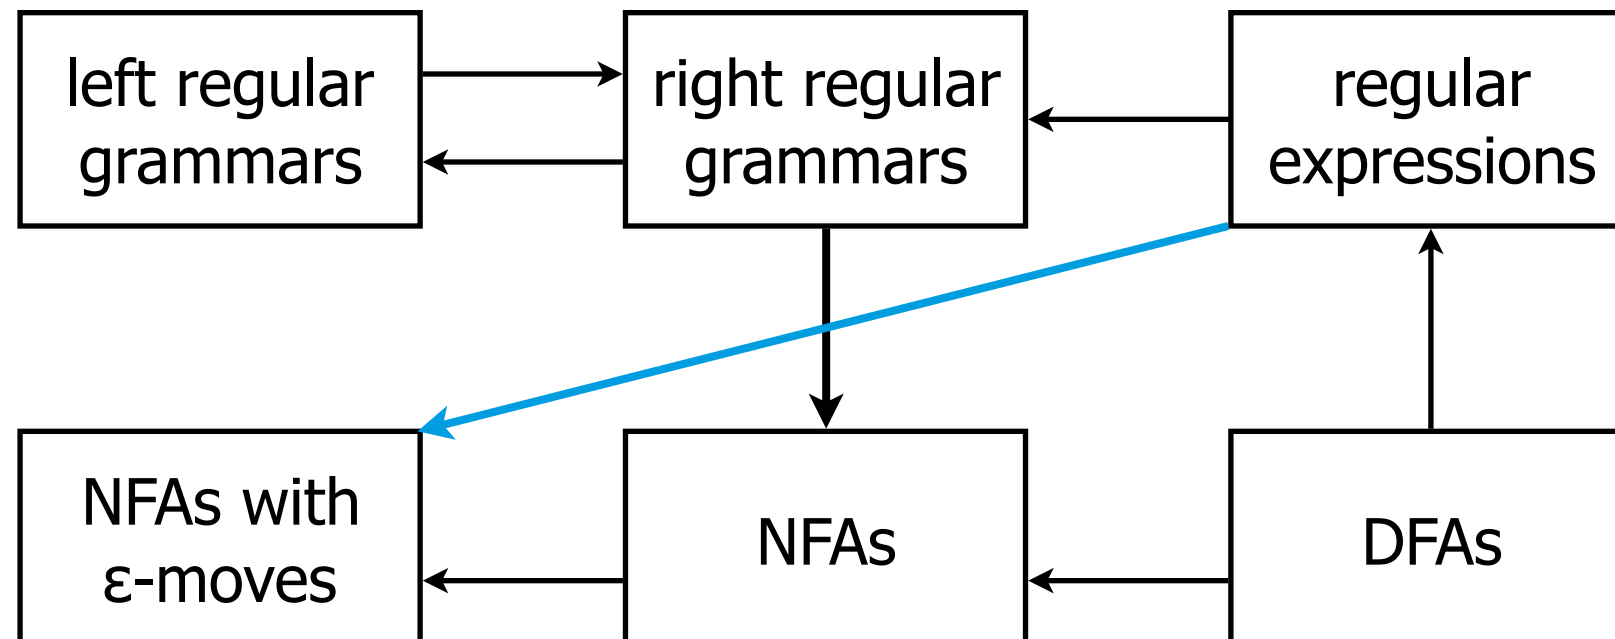 left regular
grammars
right regular
grammars
regular
expressions
NFAs with
ε-moves
NFAs
DFAs